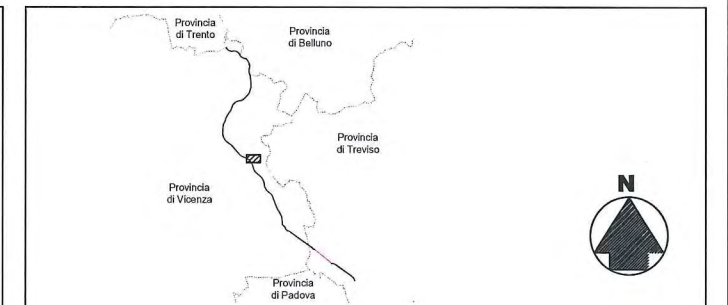 Provincia
di Trento
Provincia
di Belluno
Provincia
di Treviso
Provincia
di Vicenza
N
Provincia
di Padova